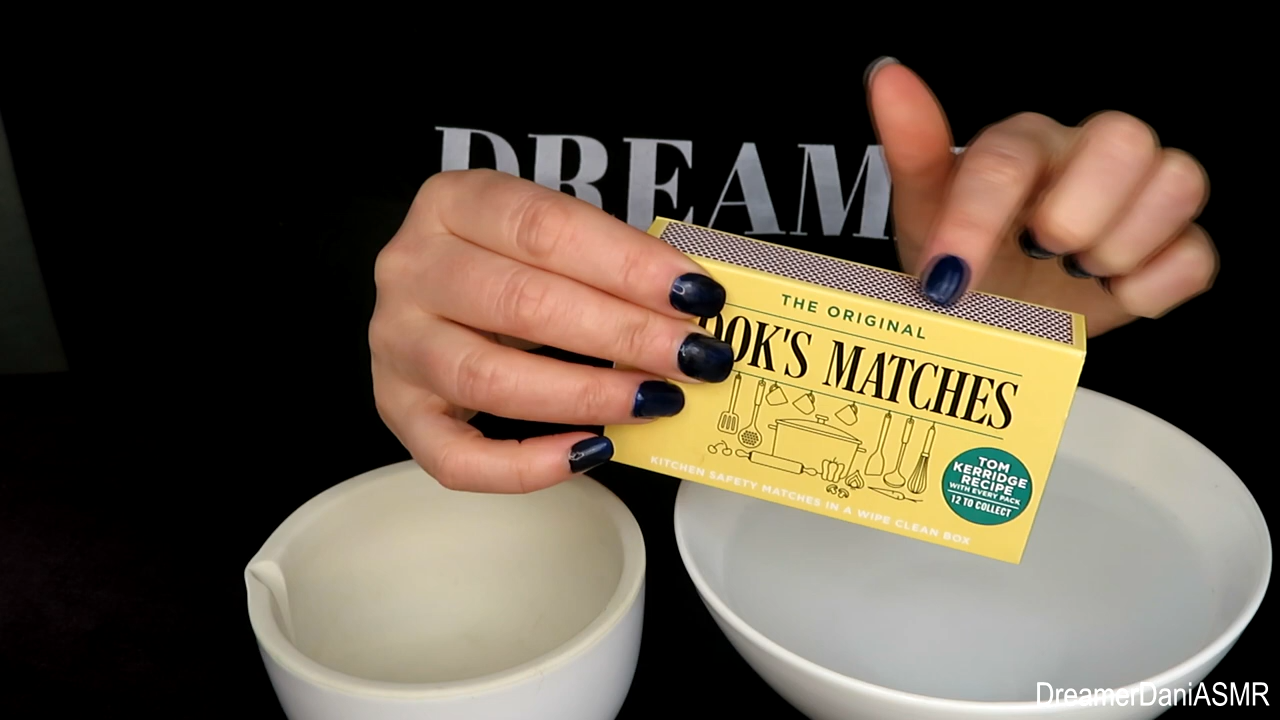 DREAM
THE ORIGINAL
OOK'S MATCHES
KITCHEN SAFETY MATCHES IN A WIPE CLEAN BOX
TOM
KERRIDGE
RECIPE
WITH EVERY PACK
12 TO COLLECT
DreamerDaniASMR